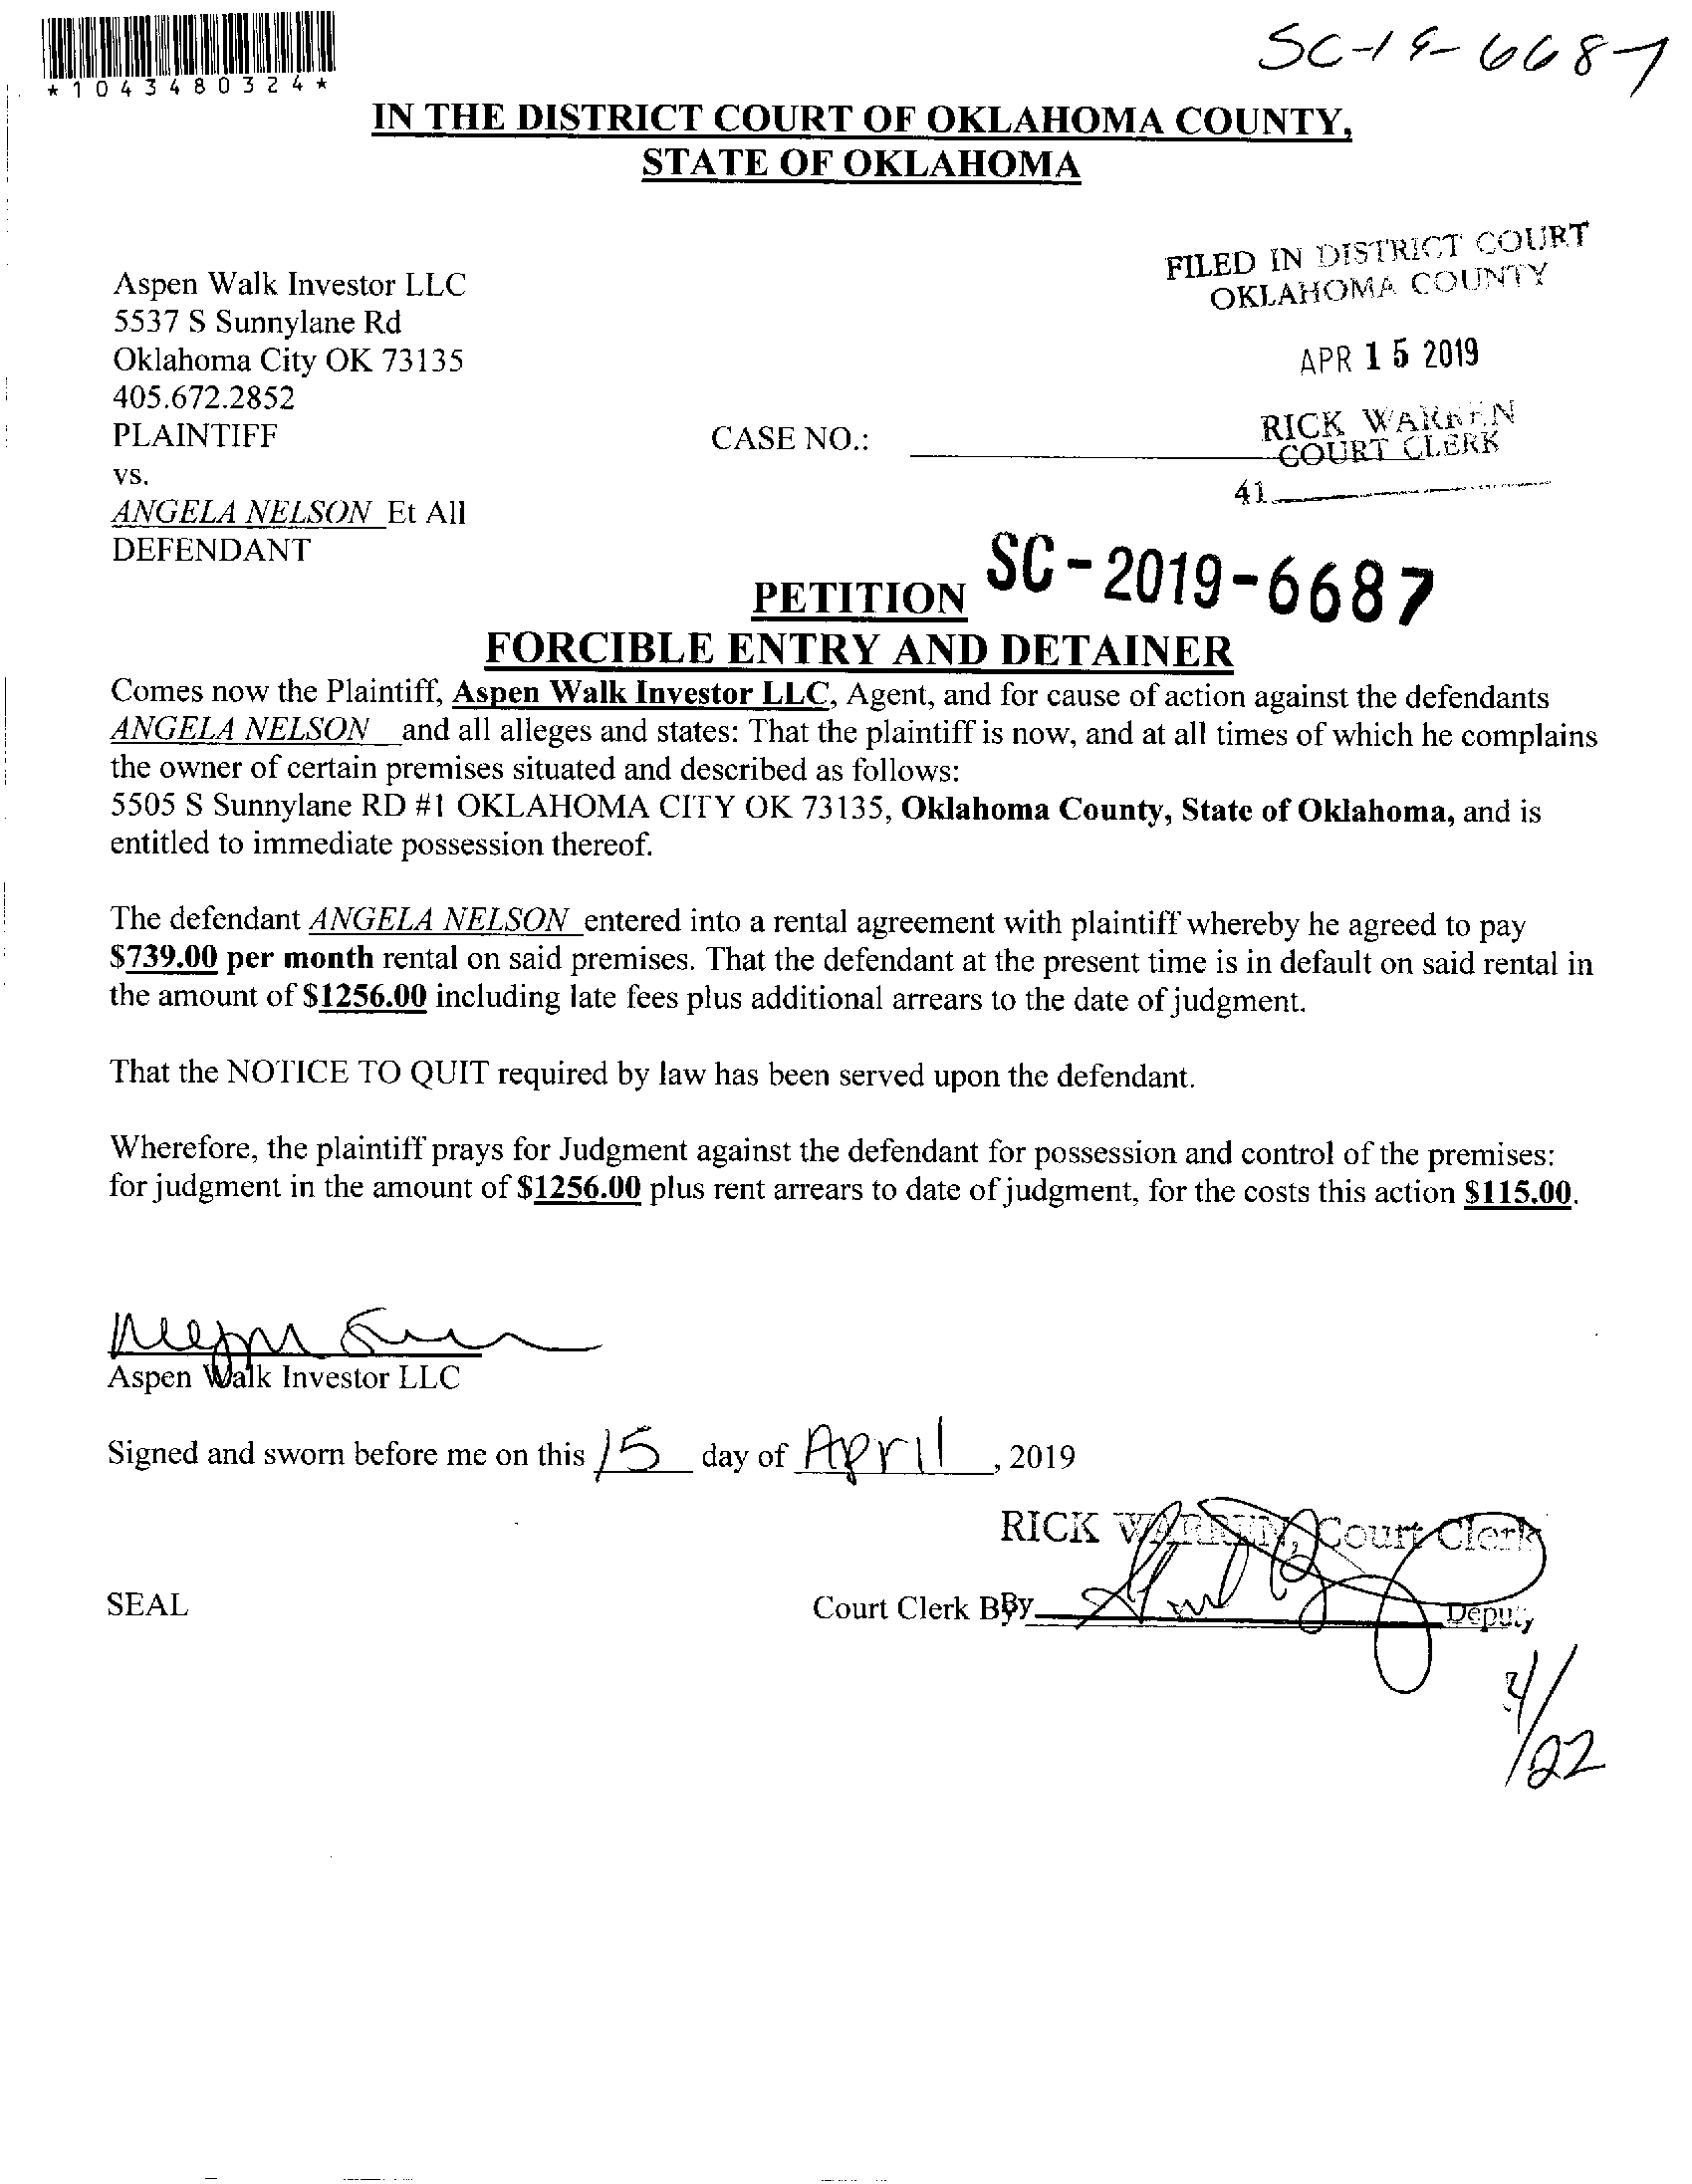 SC-19-6687
*1043480324*
IN THE DISTRICT COURT OF OKLAHOMA COUNTY,
STATE OF OKLAHOMA
FILED IN DISTRICT COURT
OKLAHOMA COUNTY
Aspen Walk Investor LLC
5537 S Sunnylane Rd
Oklahoma City OK 73135
APR 15 2019
405.672.2852
RICK WARREN
COURT CLERK
PLAINTIFF
CASE NO.:
vs.
41
ANGELA NELSON Et All
DEFENDANT
SC-2019-6687
PETITION
FORCIBLE ENTRY AND DETAINER
Comes now the Plaintiff, Aspen Walk Investor LLC, Agent, and for cause of action against the defendants
ANGELA NELSON and all alleges and states: That the plaintiff is now, and at all times of which he complains
the owner of certain premises situated and described as follows:
5505 S Sunnylane RD #1 OKLAHOMA CITY OK 73135, Oklahoma County, State of Oklahoma, and is
entitled to immediate possession thereof.
The defendant ANGELA NELSON entered into a rental agreement with plaintiff whereby he agreed to pay
$739.00 per month rental on said premises. That the defendant at the present time is in default on said rental in
the amount of $1256.00 including late fees plus additional arrears to the date of judgment.
That the NOTICE TO QUIT required by law has been served upon the defendant.
Wherefore, the plaintiff prays for Judgment against the defendant for possession and control of the premises:
for judgment in the amount of $1256.00 plus rent arrears to date of judgment, for the costs this action $115.00.
Aspen Walk Investor LLC
Signed and sworn before me on this 15 day of April, 2019
RICK WARREN, Court Clerk
SEAL
Court Clerk By By Deputy
4/22